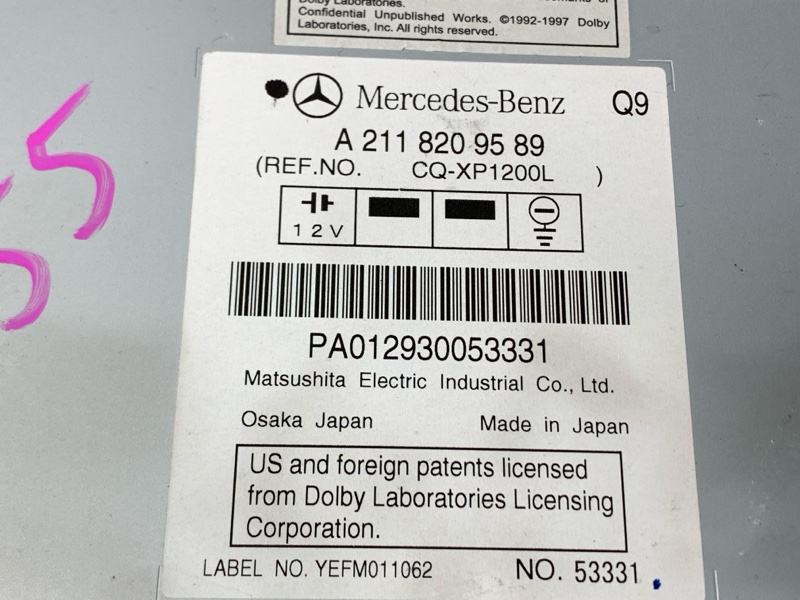 Confidential Unpublished Works. ©1992-1997 Dolby
Laboratories, Inc. All rights reserved.
Mercedes-Benz Q9
A 211 820 95 89
(REF.NO. CQ-XP1200L )
12V
PA012930053331
Matsushita Electric Industrial Co., Ltd.
Osaka Japan Made in Japan
US and foreign patents licensed
from Dolby Laboratories Licensing
Corporation.
LABEL NO. YEFM011062 NO. 53331